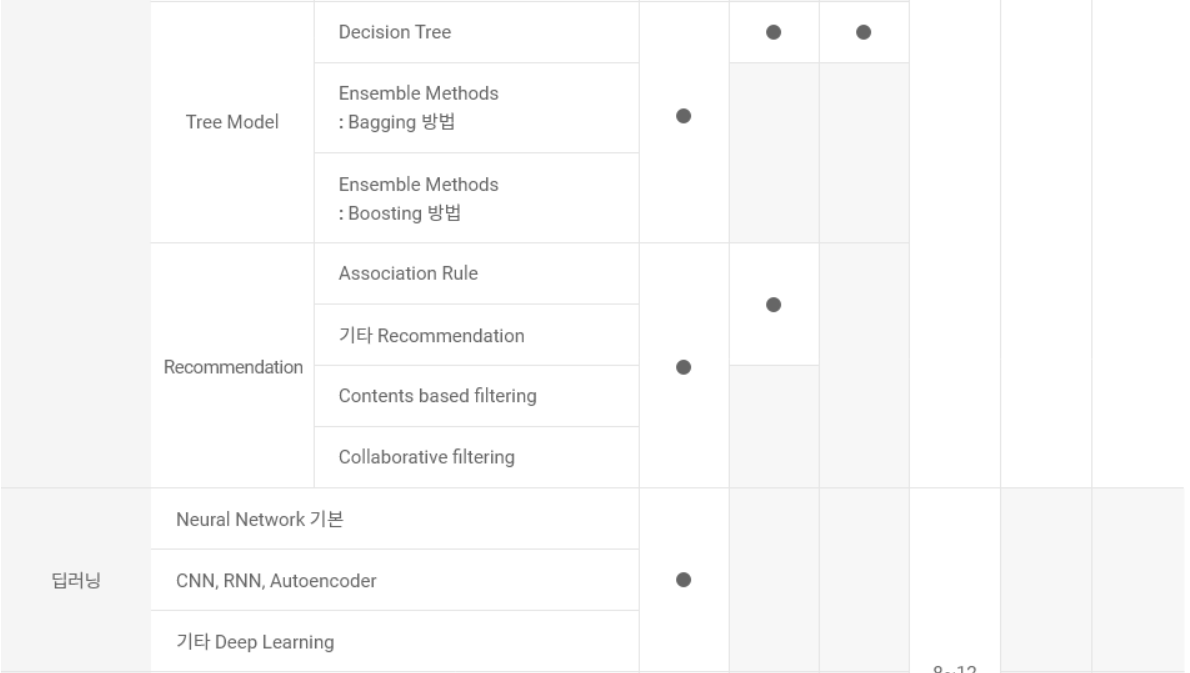 Decision Tree
Tree Model
Ensemble Methods
: Bagging 방법
Ensemble Methods
: Boosting 방법
Recommendation
Association Rule
기타 Recommendation
Contents based filtering
Collaborative filtering
딥러닝
Neural Network 기본
CNN, RNN, Autoencoder
기타 Deep Learning
8~12